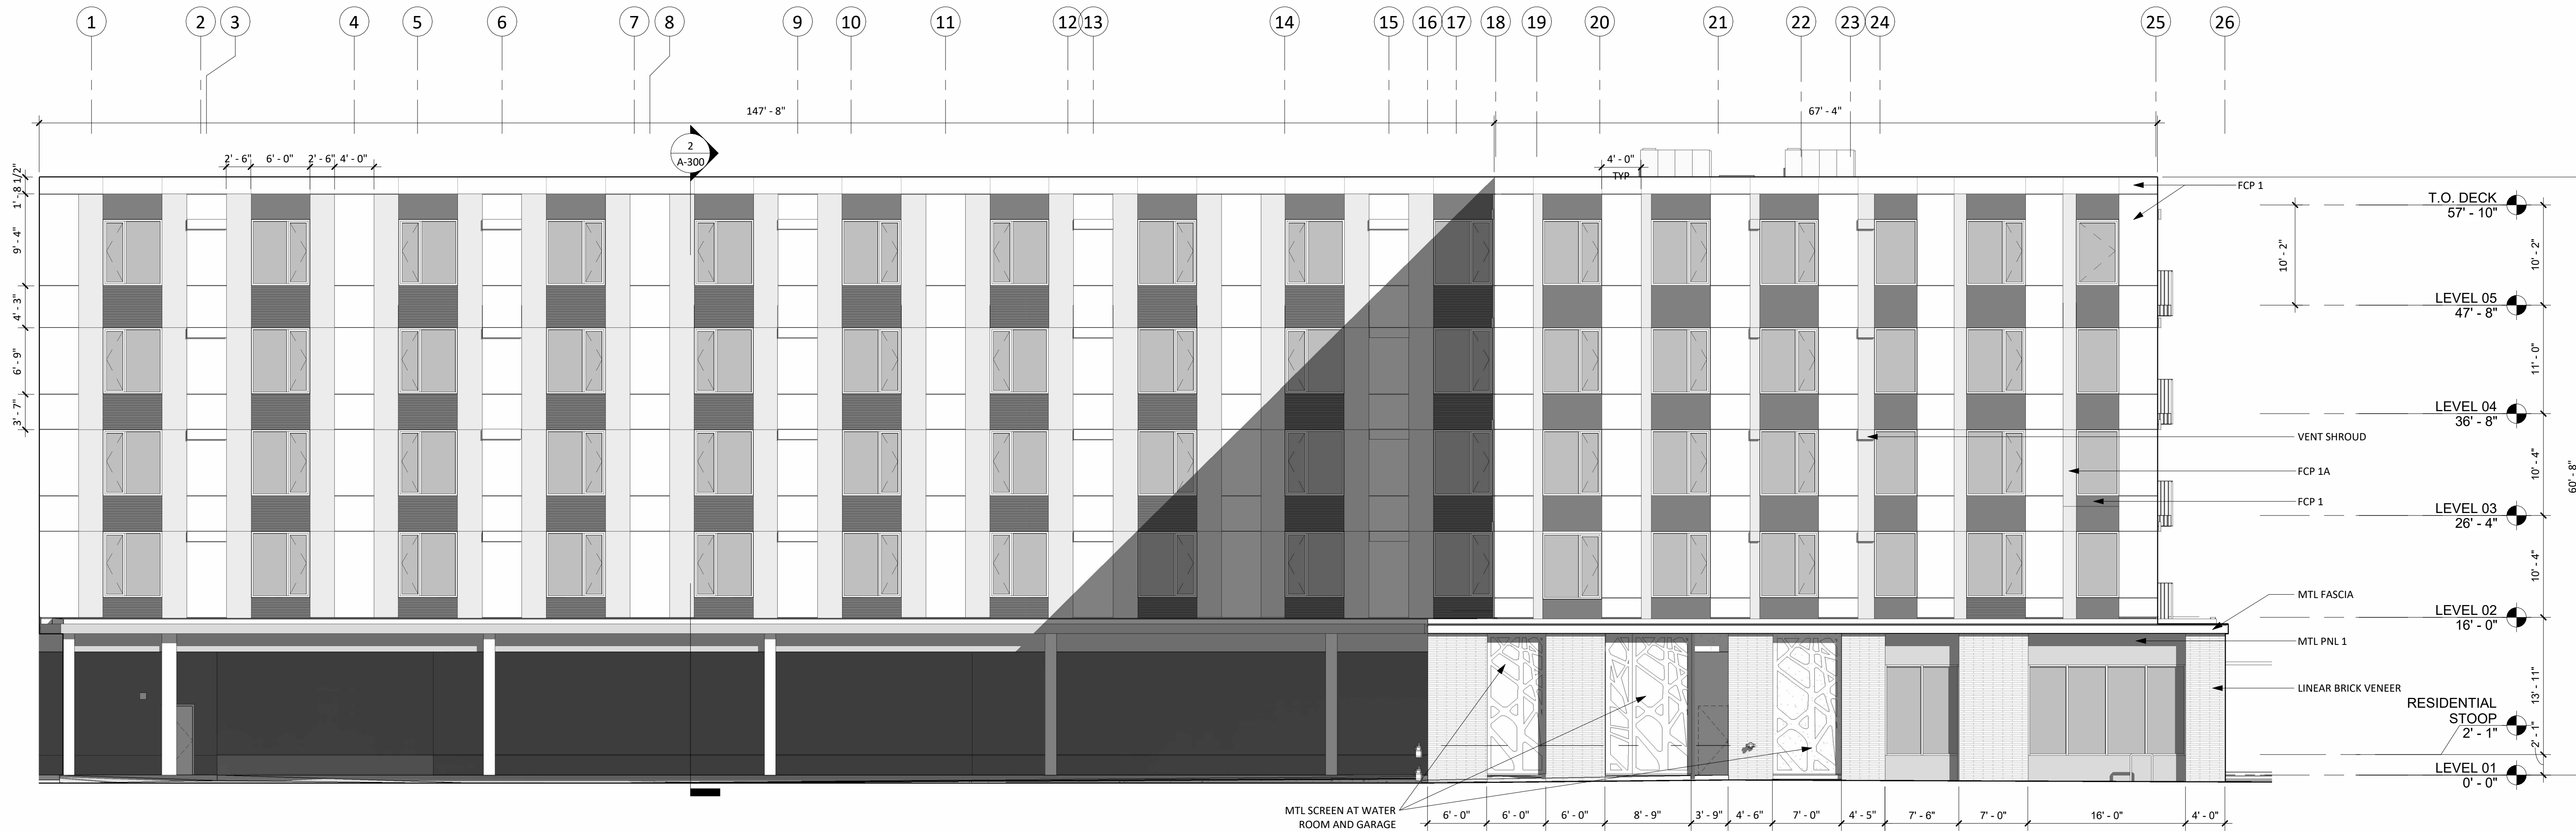 1 2 3 4 5 6 7 8 9 10 11 12 13 14 15 16 17 18 19 20 21 22 23 24 25 26
147' - 8" 67' - 4"
2
A-300
2' - 6" 6' - 0" 2' - 6" 4' - 0"
4' - 0"
TYP
1' - 8 1/2"
9' - 4"
4' - 3"
6' - 9"
3' - 7"
FCP 1
T.O. DECK
57' - 10"
10' - 2"
10' - 2"
LEVEL 05
47' - 8"
11' - 0"
LEVEL 04
36' - 8"
VENT SHROUD
10' - 4"
60' - 8"
FCP 1A
FCP 1
LEVEL 03
26' - 4"
10' - 4"
MTL FASCIA
LEVEL 02
16' - 0"
MTL PNL 1
13' - 11"
LINEAR BRICK VENEER
RESIDENTIAL
STOOP
2' - 1"
2' - 1"
LEVEL 01
0' - 0"
MTL SCREEN AT WATER
ROOM AND GARAGE
6' - 0" 6' - 0" 6' - 0" 8' - 9" 3' - 9" 4' - 6" 7' - 0" 4' - 5" 7' - 6" 7' - 0" 16' - 0" 4' - 0"